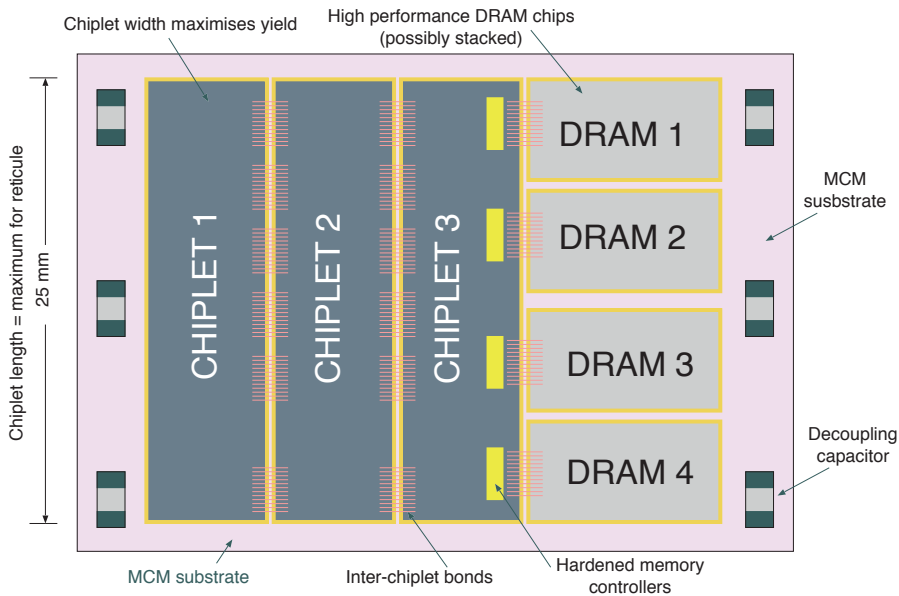 Chiplet width maximises yield
High performance DRAM chips
(possibly stacked)
Chiplet length = maximum for reticule
25 mm
CHIPLET 1
CHIPLET 2
CHIPLET 3
DRAM 1
DRAM 2
DRAM 3
DRAM 4
MCM
susbstrate
Decoupling
capacitor
MCM substrate
Inter-chiplet bonds
Hardened memory
controllers